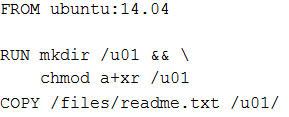 FROM ubuntu:14.04

RUN mkdir /u01 && \
    chmod a+xr /u01
COPY /files/readme.txt /u01/